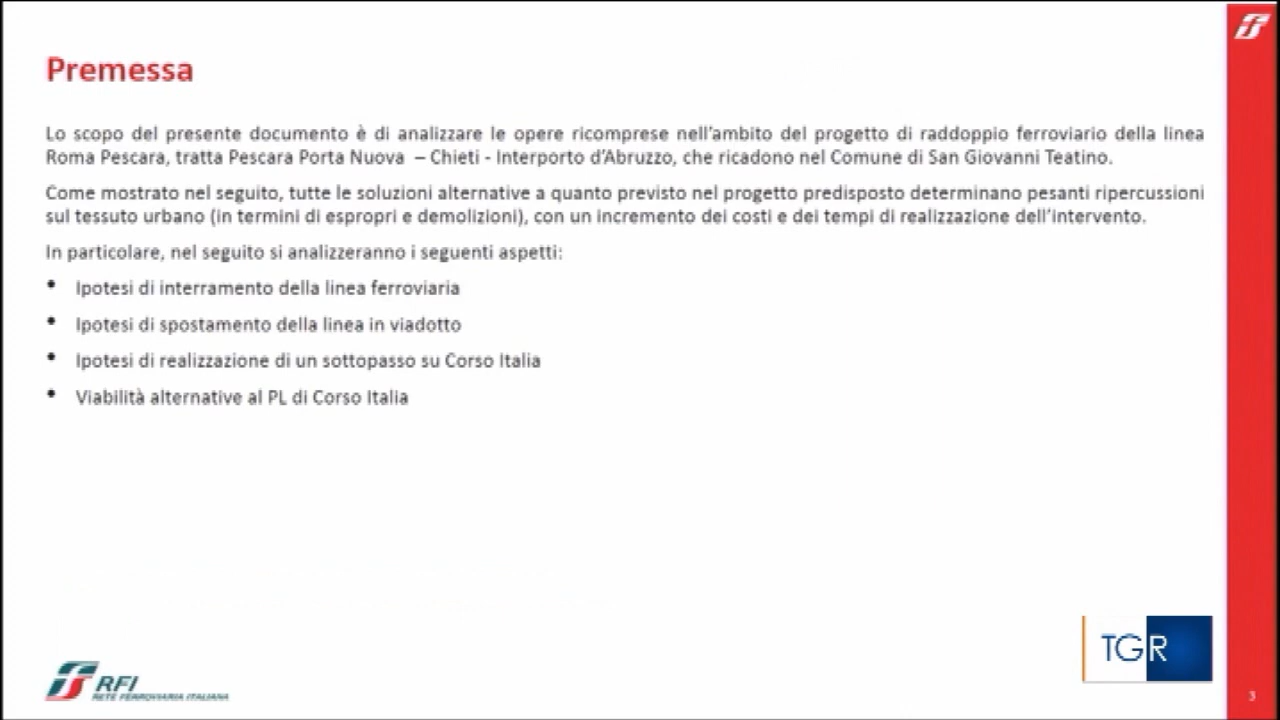 Premessa
Lo scopo del presente documento è di analizzare le opere ricomprese nell'ambito del progetto di raddoppio ferroviario della linea
Roma Pescara, tratta Pescara Porta Nuova – Chieti - Interporto d'Abruzzo, che ricadono nel Comune di San Giovanni Teatino.
Come mostrato nel seguito, tutte le soluzioni alternative a quanto previsto nel progetto predisposto determinano pesanti ripercussioni
sul tessuto urbano (in termini di espropri e demolizioni), con un incremento dei costi e dei tempi di realizzazione dell'intervento.
In particolare, nel seguito si analizzeranno i seguenti aspetti:
• Ipotesi di interramento della linea ferroviaria
• Ipotesi di spostamento della linea in viadotto
• Ipotesi di realizzazione di un sottopasso su Corso Italia
• Viabilità alternative al PL di Corso Italia
TGR
RFI
RETE FERROVIARIA ITALIANA
3